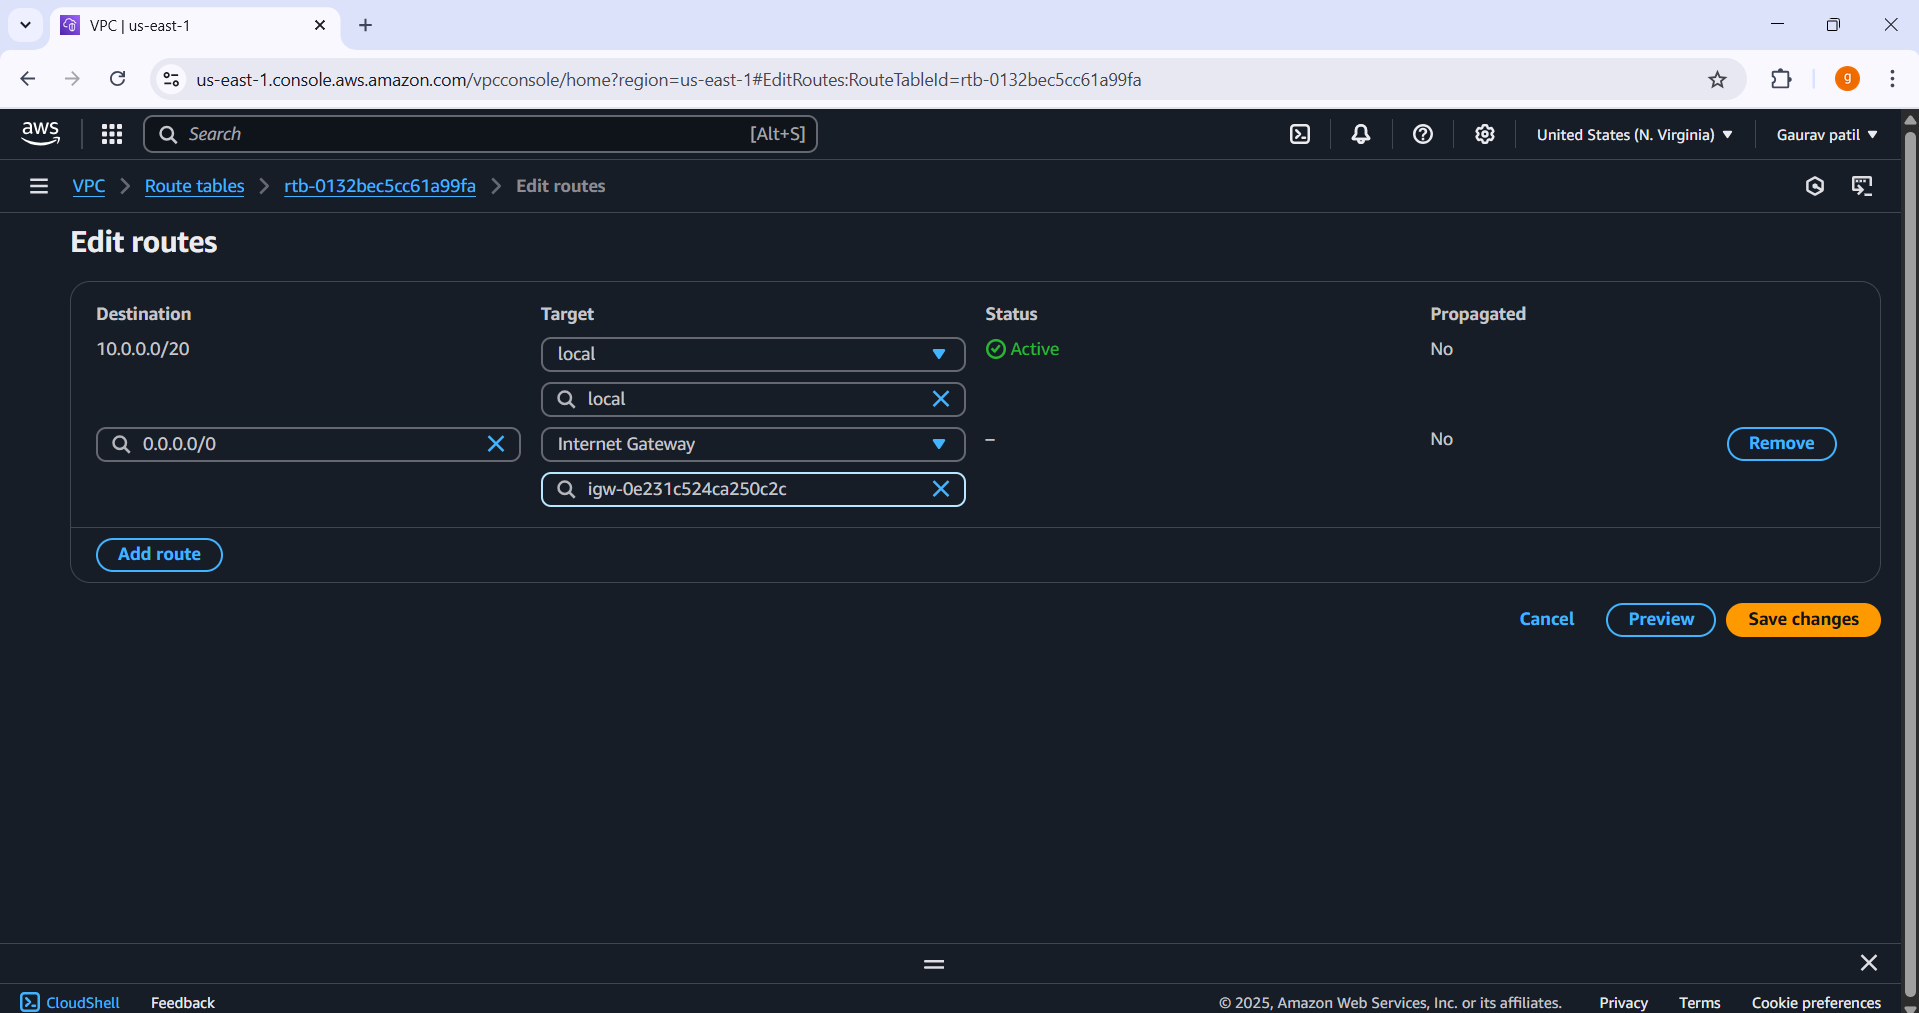 VPC | us-east-1
us-east-1.console.aws.amazon.com/vpcconsole/home?region=us-east-1#EditRoutes:RouteTableId=rtb-0132bec5cc61a99fa
g
aws
Search
[Alt+S]
United States (N. Virginia)
Gaurav patil
VPC
Route tables
rtb-0132bec5cc61a99fa
Edit routes
Edit routes
Destination
Target
Status
Propagated
10.0.0.0/20
local
Active
No
local
0.0.0.0/0
Internet Gateway
–
No
Remove
igw-0e231c524ca250c2c
Add route
Cancel
Preview
Save changes
CloudShell
Feedback
© 2025, Amazon Web Services, Inc. or its affiliates.
Privacy
Terms
Cookie preferences